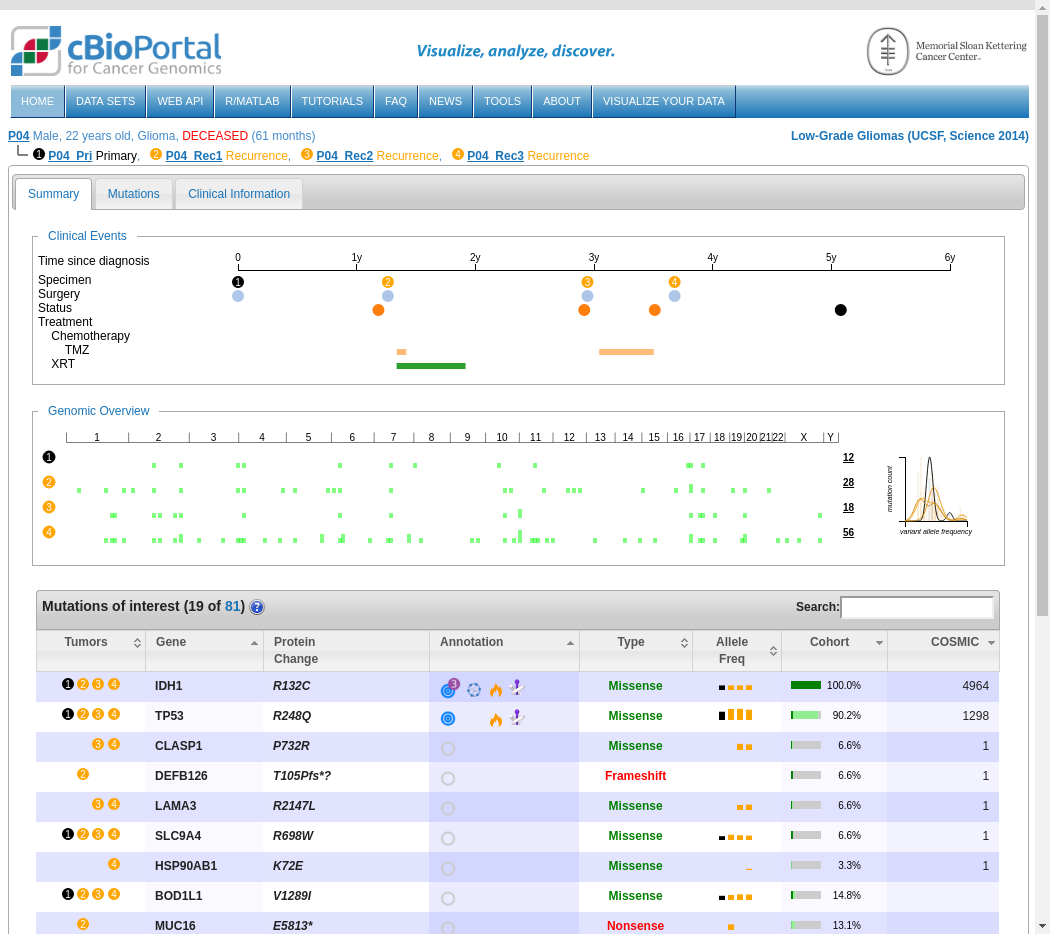 cBioPortal
for Cancer Genomics
Visualize, analyze, discover.
Memorial Sloan Kettering
Cancer Center
HOME DATA SETS WEB API R/MATLAB TUTORIALS FAQ NEWS TOOLS ABOUT VISUALIZE YOUR DATA
P04 Male, 22 years old, Glioma, DECEASED (61 months) Low-Grade Gliomas (UCSF, Science 2014)
1 P04_Pri Primary, 2 P04_Rec1 Recurrence, 3 P04_Rec2 Recurrence, 4 P04_Rec3 Recurrence
Summary Mutations Clinical Information
Clinical Events
Time since diagnosis 0 1y 2y 3y 4y 5y 6y
Specimen 1 2 3 4
Surgery
Status
Treatment
Chemotherapy
TMZ
XRT
Genomic Overview
1 2 3 4 5 6 7 8 9 10 11 12 13 14 15 16 17 18 19 20 21 22 X Y
1 12
2 28
3 18
4 56
mutation count
variant allele frequency
Mutations of interest (19 of 81) ? Search:
Tumors Gene Protein Change Annotation Type Allele Freq Cohort COSMIC
1 2 3 4 IDH1 R132C 3 Missense 100.0% 4964
1 2 3 4 TP53 R248Q Missense 90.2% 1298
3 4 CLASP1 P732R Missense 6.6% 1
2 DEFB126 T105Pfs*? Frameshift 6.6% 1
3 4 LAMA3 R2147L Missense 6.6% 1
1 2 3 4 SLC9A4 R698W Missense 6.6% 1
4 HSP90AB1 K72E Missense 3.3% 1
1 2 3 4 BOD1L1 V1289I Missense 14.8%
2 MUC16 E5813* Nonsense 13.1%